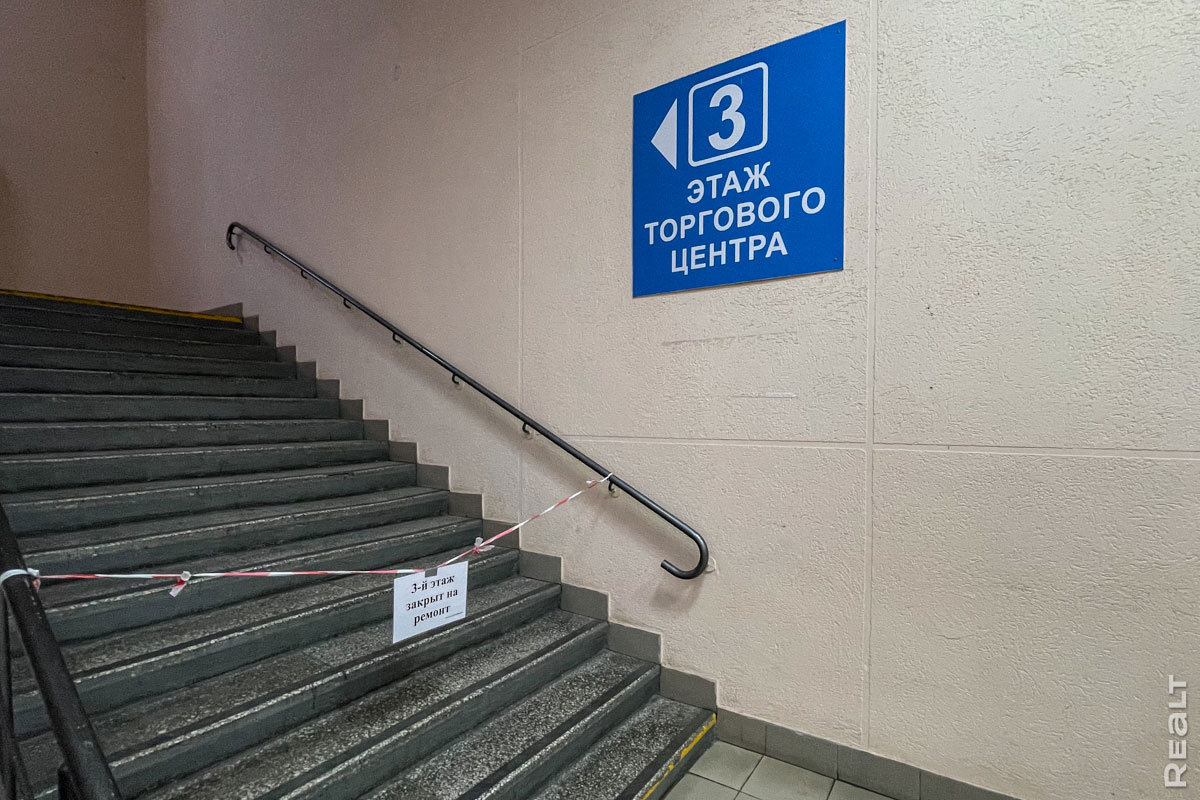 3
ЭТАЖ
ТОРГОВОГО
ЦЕНТРА
3-й этаж
закрыт на
ремонт
REALT